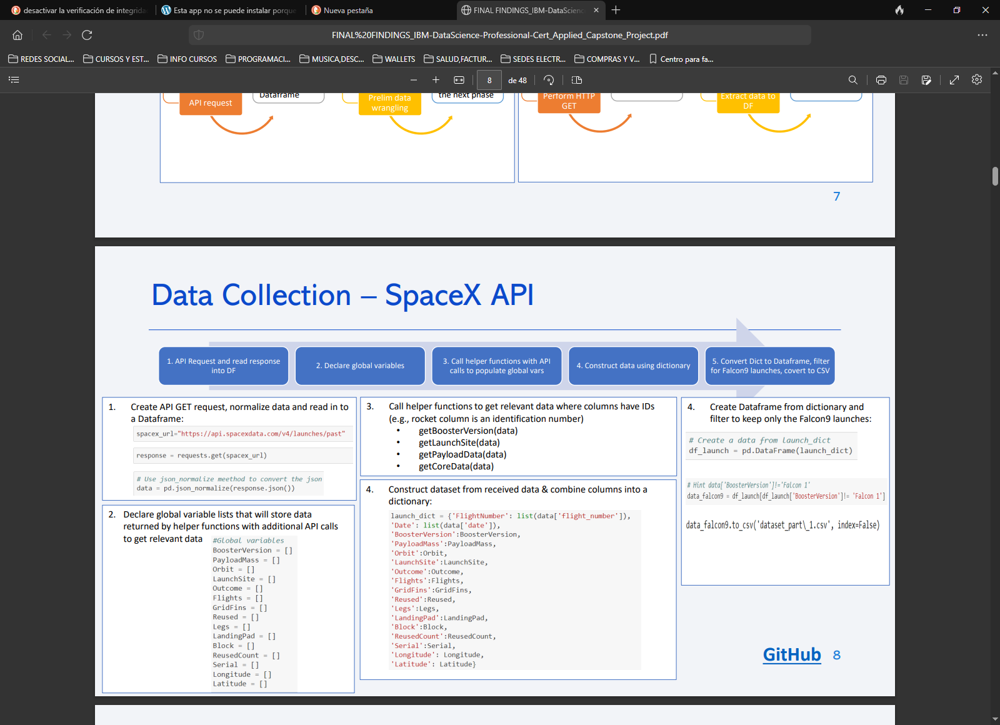 desactivar la verificación de integrida
Esta app no se puede instalar porque
Nueva pestaña
FINAL FINDINGS_IBM-DataScienc
FINAL%20FINDINGS_IBM-DataScience-Professional-Cert_Applied_Capstone_Project.pdf
REDES SOCIAL...
CURSOS Y EST...
INFO CURSOS
PROGRAMACI...
MUSICA,DESC...
WALLETS
SALUD,FACTUR...
SEDES ELECTR...
COMPRAS Y V...
Centro para fa...
8 de 48
API request
Dataframe
Prelim data
wrangling
the next phase
Perform HTTP
GET
Extract data to
DF
7
Data Collection – SpaceX API
1. API Request and read response
into DF
2. Declare global variables
3. Call helper functions with API
calls to populate global vars
4. Construct data using dictionary
5. Convert Dict to Dataframe, filter
for Falcon9 launches, covert to CSV
1. Create API GET request, normalize data and read in to
a Dataframe:
spacex_url="https://api.spacexdata.com/v4/launches/past"
response = requests.get(spacex_url)
# Use json_normalize meethod to convert the json
data = pd.json_normalize(response.json())
2. Declare global variable lists that will store data
returned by helper functions with additional API calls
to get relevant data
#Global variables
BoosterVersion = []
PayloadMass = []
Orbit = []
LaunchSite = []
Outcome = []
Flights = []
GridFins = []
Reused = []
Legs = []
LandingPad = []
Block = []
ReusedCount = []
Serial = []
Longitude = []
Latitude = []
3. Call helper functions to get relevant data where columns have IDs
(e.g., rocket column is an identification number)
• getBoosterVersion(data)
• getLaunchSite(data)
• getPayloadData(data)
• getCoreData(data)
4. Construct dataset from received data & combine columns into a
dictionary:
launch_dict = {'FlightNumber': list(data['flight_number']),
'Date': list(data['date']),
'BoosterVersion':BoosterVersion,
'PayloadMass':PayloadMass,
'Orbit':Orbit,
'LaunchSite':LaunchSite,
'Outcome':Outcome,
'Flights':Flights,
'GridFins':GridFins,
'Reused':Reused,
'Legs':Legs,
'LandingPad':LandingPad,
'Block':Block,
'ReusedCount':ReusedCount,
'Serial':Serial,
'Longitude': Longitude,
'Latitude': Latitude}
4. Create Dataframe from dictionary and
filter to keep only the Falcon9 launches:
# Create a data from launch_dict
df_launch = pd.DataFrame(launch_dict)
# Hint data['BoosterVersion']!='Falcon 1'
data_falcon9 = df_launch[df_launch['BoosterVersion']!= 'Falcon 1']
data_falcon9.to_csv('dataset_part\_1.csv', index=False)
GitHub 8